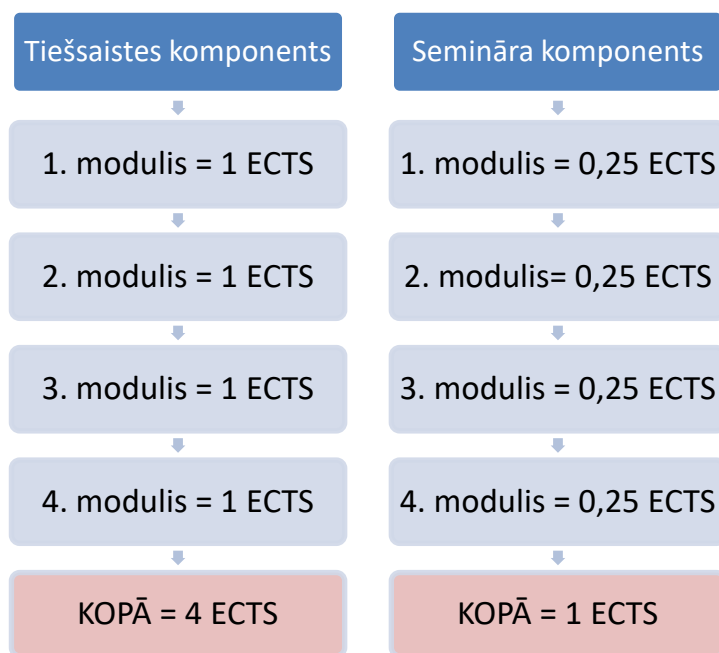 Tiešsaistes komponents
1. modulis = 1 ECTS
2. modulis = 1 ECTS
3. modulis = 1 ECTS
4. modulis = 1 ECTS
KOPĀ = 4 ECTS
Semināra komponents
1. modulis = 0,25 ECTS
2. modulis= 0,25 ECTS
3. modulis = 0,25 ECTS
4. modulis = 0,25 ECTS
KOPĀ = 1 ECTS